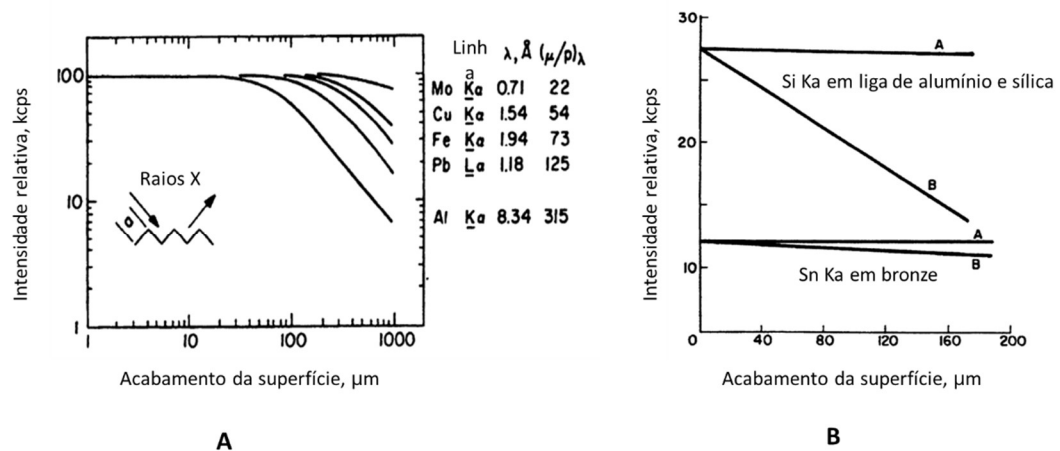 Intensidade relativa, kcps
100
10
1
1
10
100
1000
Raios X
Linh
a
λ, Å (μ/p)λ
Mo Ka 0.71 22
Cu Ka 1.54 54
Fe Ka 1.94 73
Pb La 1.18 125
Al Ka 8.34 315
Acabamento da superfície, µm
A
Intensidade relativa, kcps
30
20
10
0
40
80
120
160
200
A
Si Ka em liga de alumínio e sílica
B
A
B
Sn Ka em bronze
Acabamento da superfície, µm
B